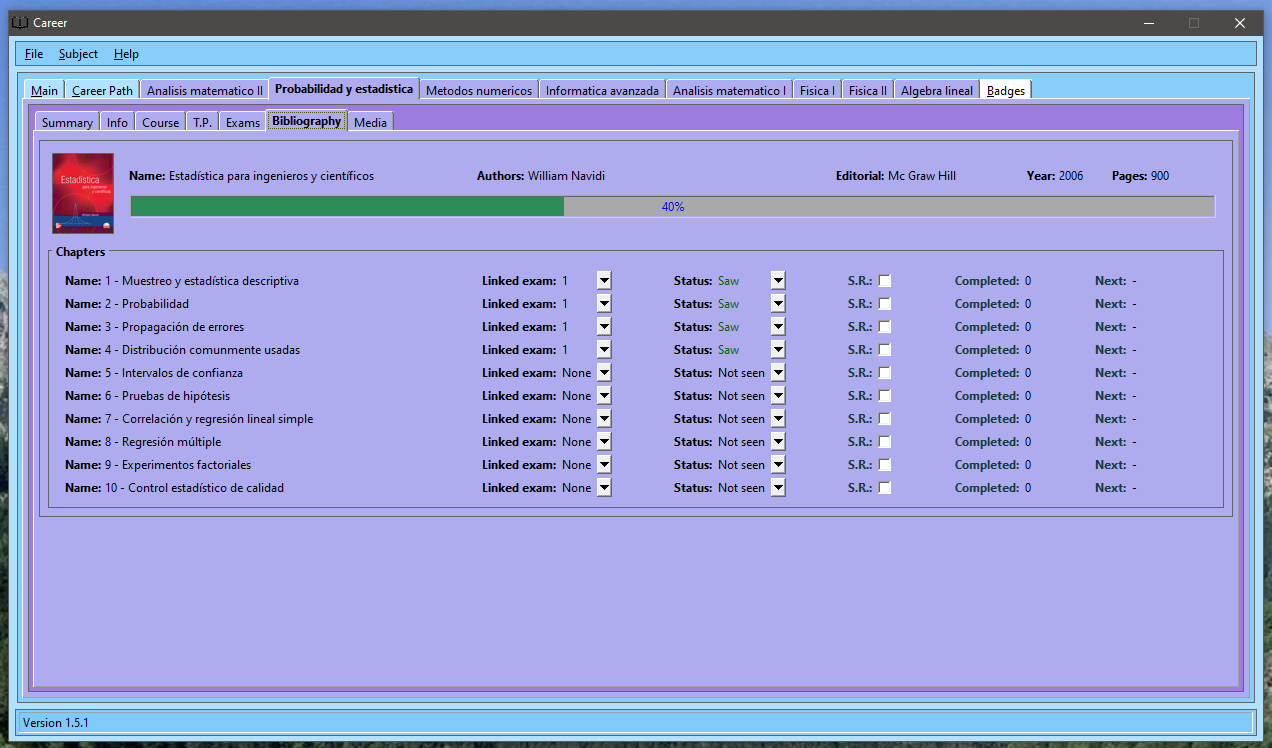 Career
File Subject Help
Main Career Path Analisis matematico II Probabilidad y estadistica Metodos numericos Informatica avanzada Analisis matematico I Fisica I Fisica II Algebra lineal Badges
Summary Info Course T.P. Exams Bibliography Media
Estadística
para ingenieros
y científicos
Name: Estadística para ingenieros y científicos Authors: William Navidi Editorial: Mc Graw Hill Year: 2006 Pages: 900
40%
Chapters
Name: 1 - Muestreo y estadística descriptiva Linked exam: 1 Status: Saw S.R.: Completed: 0 Next: -
Name: 2 - Probabilidad Linked exam: 1 Status: Saw S.R.: Completed: 0 Next: -
Name: 3 - Propagación de errores Linked exam: 1 Status: Saw S.R.: Completed: 0 Next: -
Name: 4 - Distribución comunmente usadas Linked exam: 1 Status: Saw S.R.: Completed: 0 Next: -
Name: 5 - Intervalos de confianza Linked exam: None Status: Not seen S.R.: Completed: 0 Next: -
Name: 6 - Pruebas de hipótesis Linked exam: None Status: Not seen S.R.: Completed: 0 Next: -
Name: 7 - Correlación y regresión lineal simple Linked exam: None Status: Not seen S.R.: Completed: 0 Next: -
Name: 8 - Regresión múltiple Linked exam: None Status: Not seen S.R.: Completed: 0 Next: -
Name: 9 - Experimentos factoriales Linked exam: None Status: Not seen S.R.: Completed: 0 Next: -
Name: 10 - Control estadístico de calidad Linked exam: None Status: Not seen S.R.: Completed: 0 Next: -
Version 1.5.1